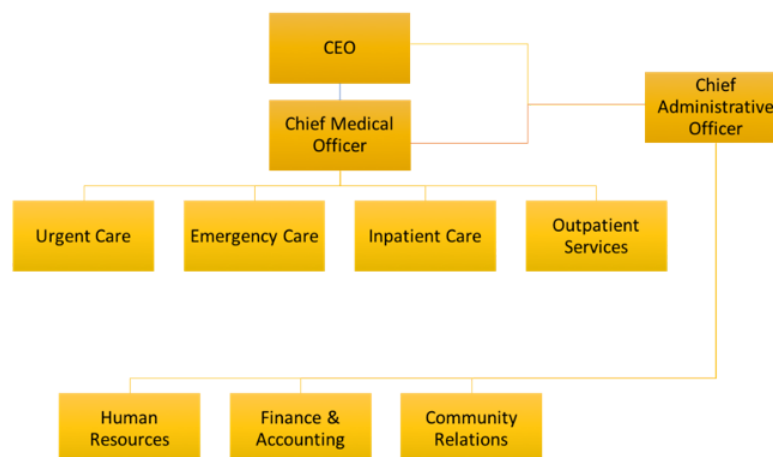 CEO
Chief Medical
Officer
Chief
Administrative
Officer
Urgent Care
Emergency Care
Inpatient Care
Outpatient
Services
Human
Resources
Finance &
Accounting
Community
Relations